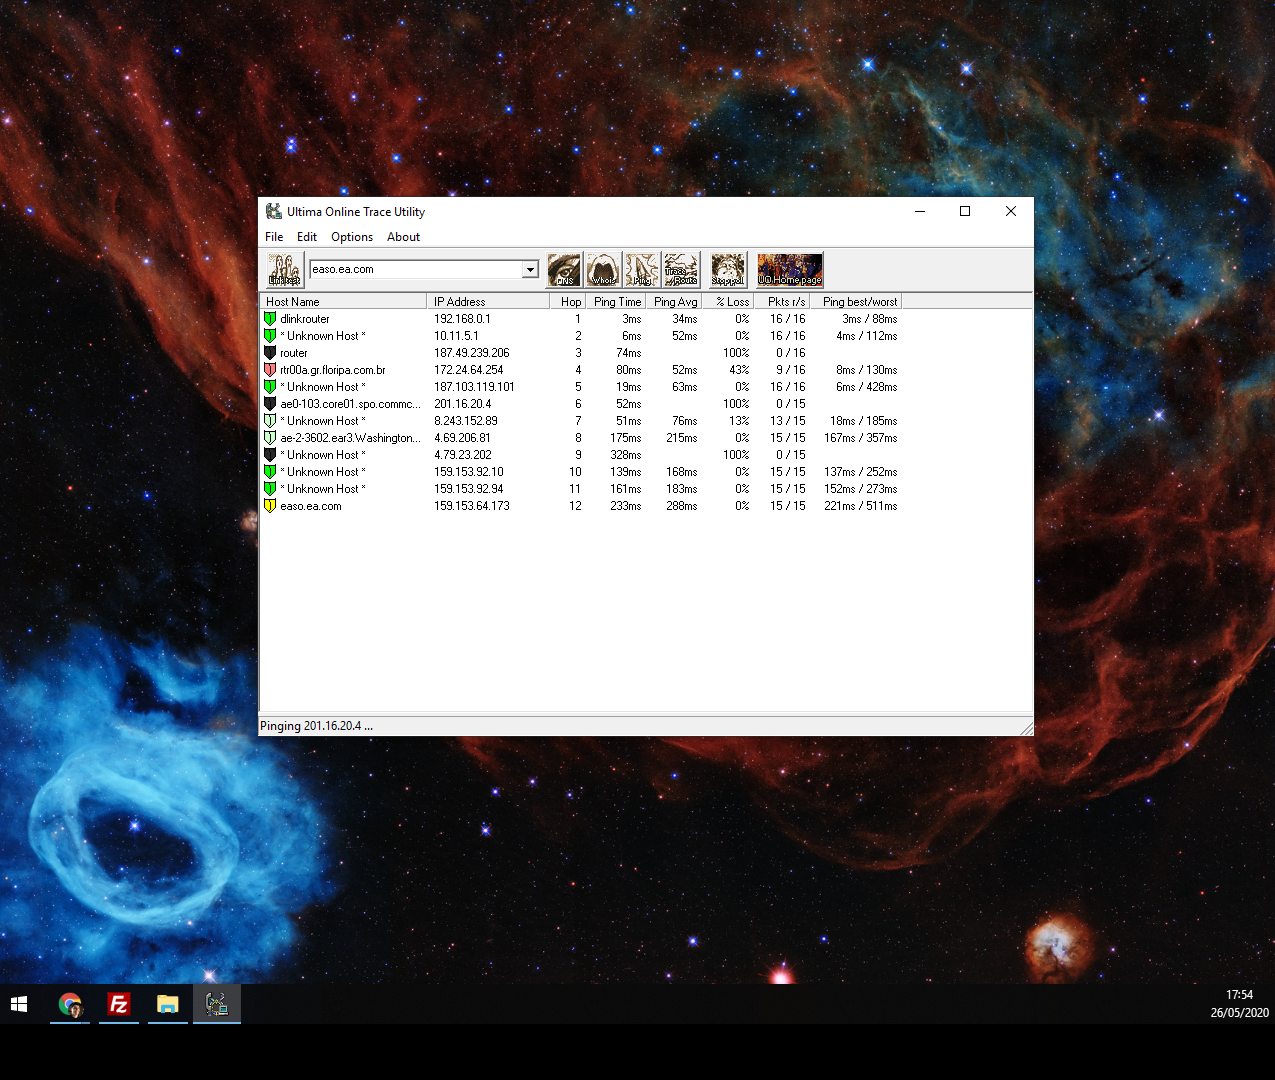 Ultima Online Trace Utility
File Edit Options About
Link test easo.ea.com DNS Whois Ping Trace Route Stop pol UO Home page
Host Name IP Address Hop Ping Time Ping Avg % Loss Pkts r/s Ping best/worst
dlinkrouter 192.168.0.1 1 3ms 34ms 0% 16 / 16 3ms / 88ms
* Unknown Host * 10.11.5.1 2 6ms 52ms 0% 16 / 16 4ms / 112ms
router 187.49.239.206 3 74ms 100% 0 / 16
rtr00a.gr.floripa.com.br 172.24.64.254 4 80ms 52ms 43% 9 / 16 8ms / 130ms
* Unknown Host * 187.103.119.101 5 19ms 63ms 0% 16 / 16 6ms / 428ms
ae0-103.core01.spo.commc... 201.16.20.4 6 52ms 100% 0 / 15
* Unknown Host * 8.243.152.89 7 51ms 76ms 13% 13 / 15 18ms / 185ms
ae-2-3602.ear3.Washington... 4.69.206.81 8 175ms 215ms 0% 15 / 15 167ms / 357ms
* Unknown Host * 4.79.23.202 9 328ms 100% 0 / 15
* Unknown Host * 159.153.92.10 10 139ms 168ms 0% 15 / 15 137ms / 252ms
* Unknown Host * 159.153.92.94 11 161ms 183ms 0% 15 / 15 152ms / 273ms
easo.ea.com 159.153.64.173 12 233ms 288ms 0% 15 / 15 221ms / 511ms
Pinging 201.16.20.4 ...
Fz
17:54
26/05/2020